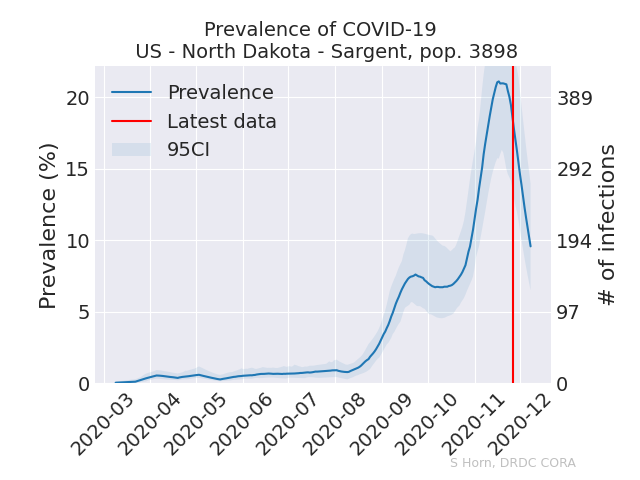 Prevalence of COVID-19
US - North Dakota - Sargent, pop. 3898
Prevalence
Latest data
95CI
Prevalence (%)
20
15
10
5
0
389
292
194
97
0
# of infections
2020-03
2020-04
2020-05
2020-06
2020-07
2020-08
2020-09
2020-10
2020-11
2020-12
S Horn, DRDC CORA